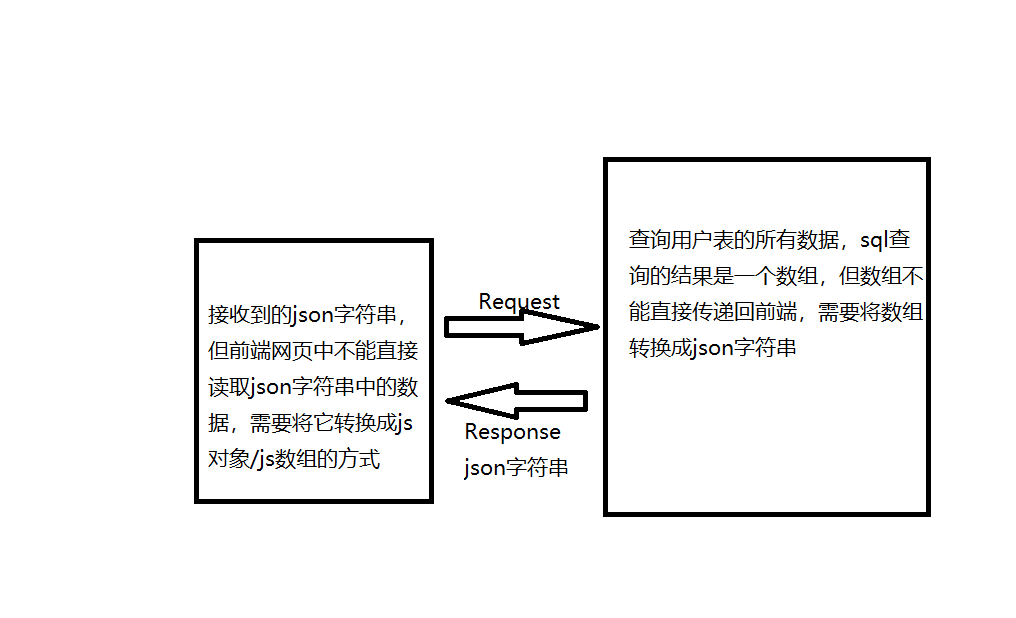 接收到的json字符串，
但前端网页中不能直接
读取json字符串中的数
据，需要将它转换成js
对象/js数组的方式
Request
Response
json字符串
查询用户表的所有数据，sql查
询的结果是一个数组，但数组不
能直接传递回前端，需要将数组
转换成json字符串